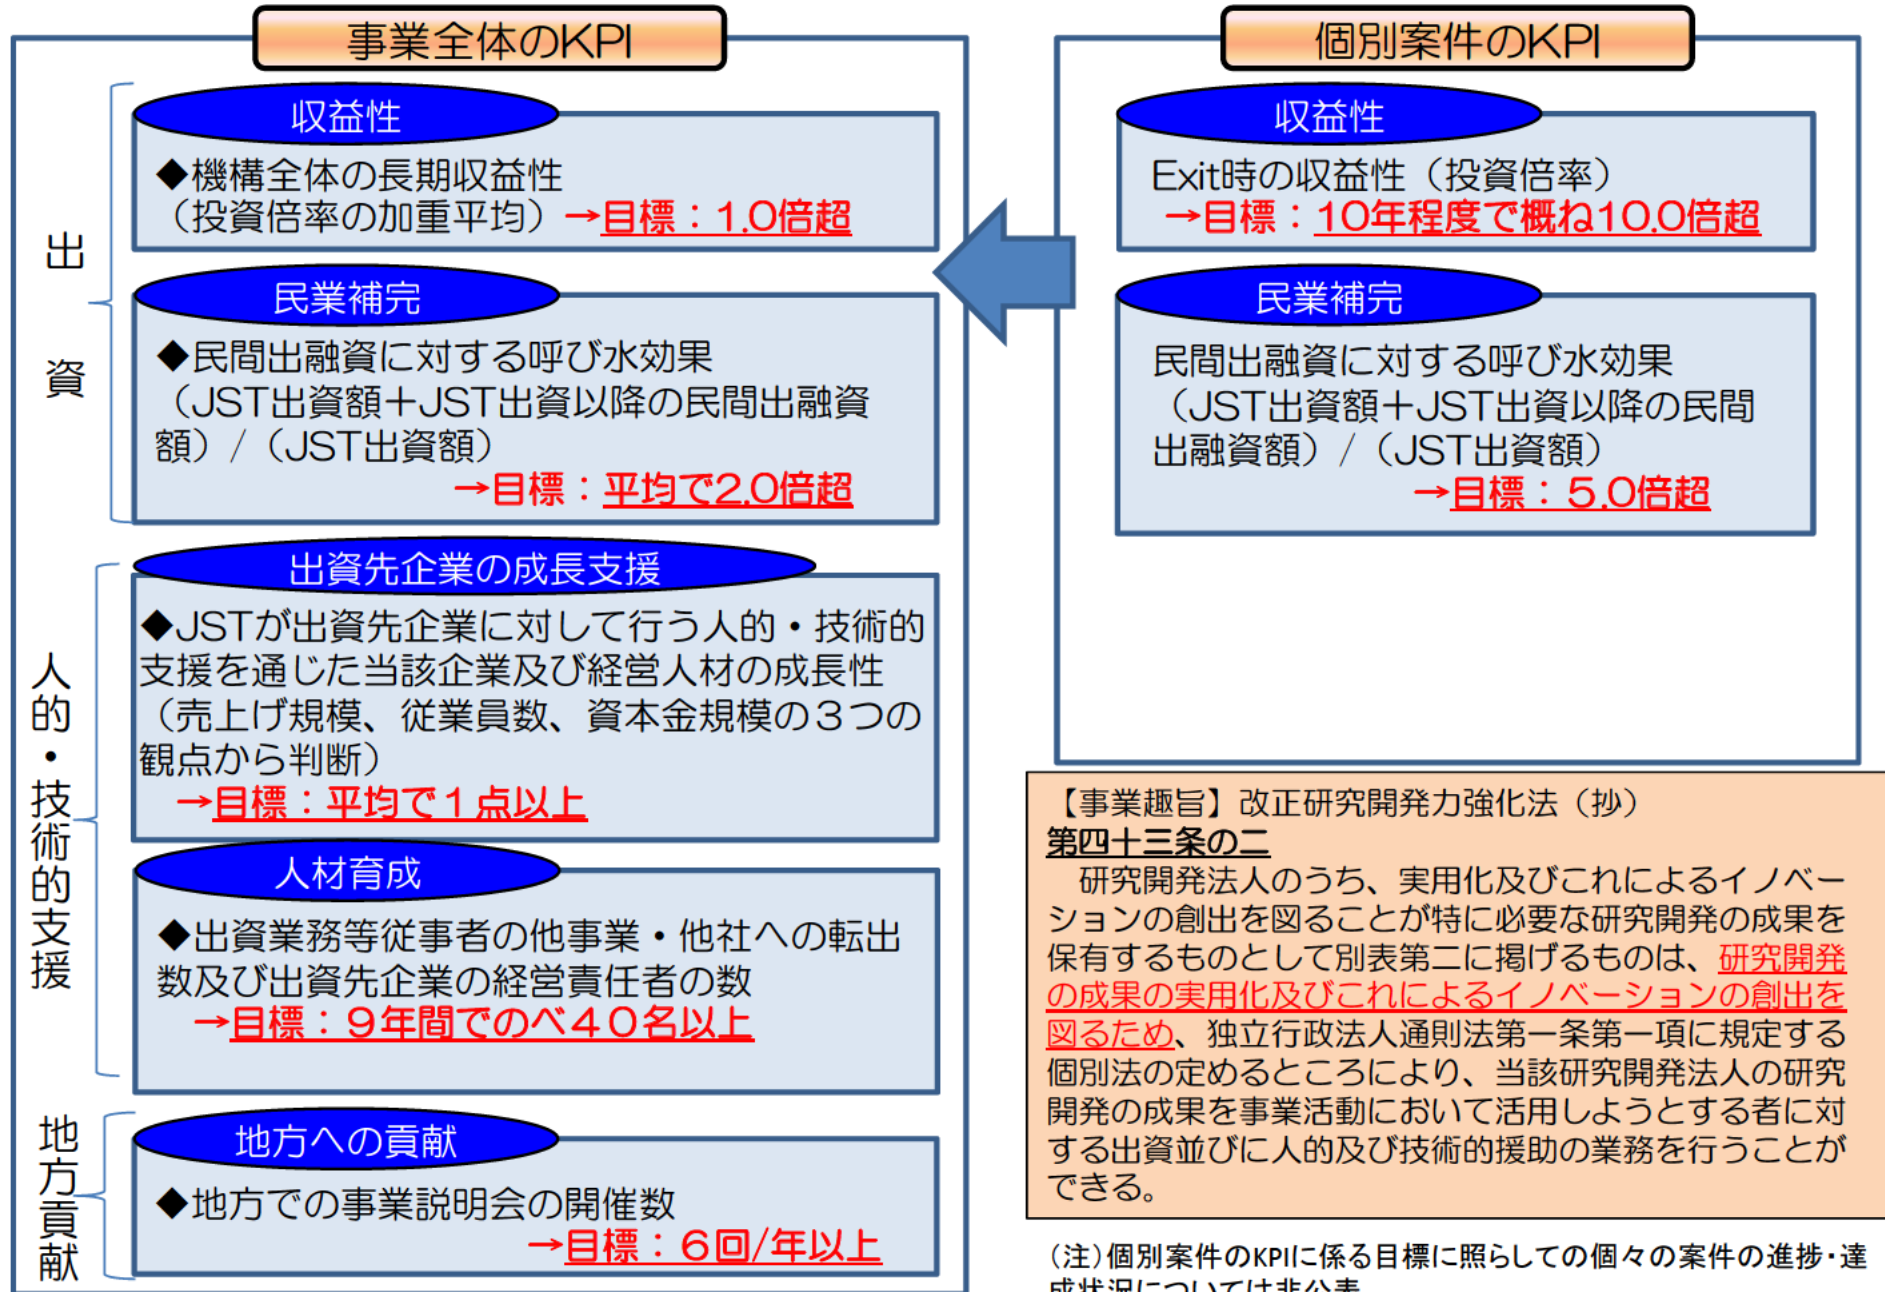 事業全体のKPI
出資
収益性
◆機構全体の長期収益性
（投資倍率の加重平均）→目標：1.0倍超
民業補完
◆民間出融資に対する呼び水効果
（JST出資額＋JST出資以降の民間出融資
額）/（JST出資額）
→目標：平均で2.0倍超
人的・技術的支援
出資先企業の成長支援
◆JSTが出資先企業に対して行う人的・技術的
支援を通じた当該企業及び経営人材の成長性
（売上げ規模、従業員数、資本金規模の３つの
観点から判断）
→目標：平均で１点以上
人材育成
◆出資業務等従事者の他事業・他社への転出
数及び出資先企業の経営責任者の数
→目標：９年間でのべ４０名以上
地方貢献
地方への貢献
◆地方での事業説明会の開催数
→目標：６回/年以上
個別案件のKPI
収益性
Exit時の収益性（投資倍率）
→目標：10年程度で概ね10.0倍超
民業補完
民間出融資に対する呼び水効果
（JST出資額＋JST出資以降の民間
出融資額）/（JST出資額）
→目標：５.0倍超
【事業趣旨】改正研究開発力強化法（抄）
第四十三条の二
　研究開発法人のうち、実用化及びこれによるイノベー
ションの創出を図ることが特に必要な研究開発の成果を
保有するものとして別表第二に掲げるものは、研究開発
の成果の実用化及びこれによるイノベーションの創出を
図るため、独立行政法人通則法第一条第一項に規定する
個別法の定めるところにより、当該研究開発法人の研究
開発の成果を事業活動において活用しようとする者に対
する出資並びに人的及び技術的援助の業務を行うことが
できる。
（注）個別案件のKPIに係る目標に照らしての個々の案件の進捗・達
成状況については非公表